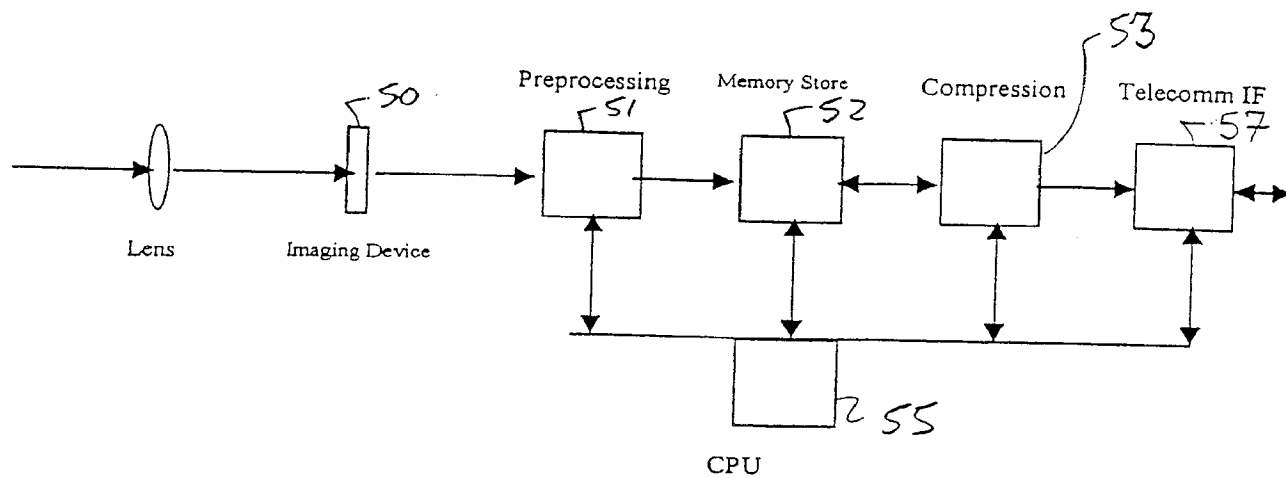 53
Preprocessing
Memory Store
Compression
Telecomm IF
50
51
52
57
Lens
Imaging Device
55
CPU